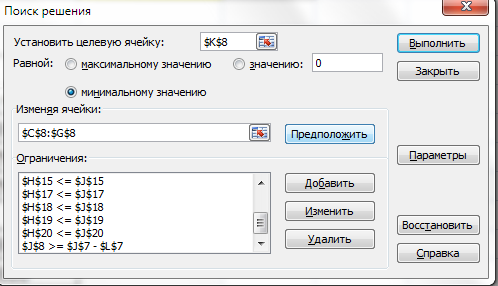 Поиск решения
Установить целевую ячейку: $K$8 Выполнить
Равной: максимальному значению значению: 0 Закрыть
минимальному значению
Изменяя ячейки:
$C$8:$G$8 Предположить
Ограничения: Параметры
$H$15 <= $J$15 Добавить
$H$17 <= $J$17
$H$18 <= $J$18 Изменить
$H$19 <= $J$19 Восстановить
$H$20 <= $J$20 Удалить
$J$8 >= $J$7 - $L$7 Справка